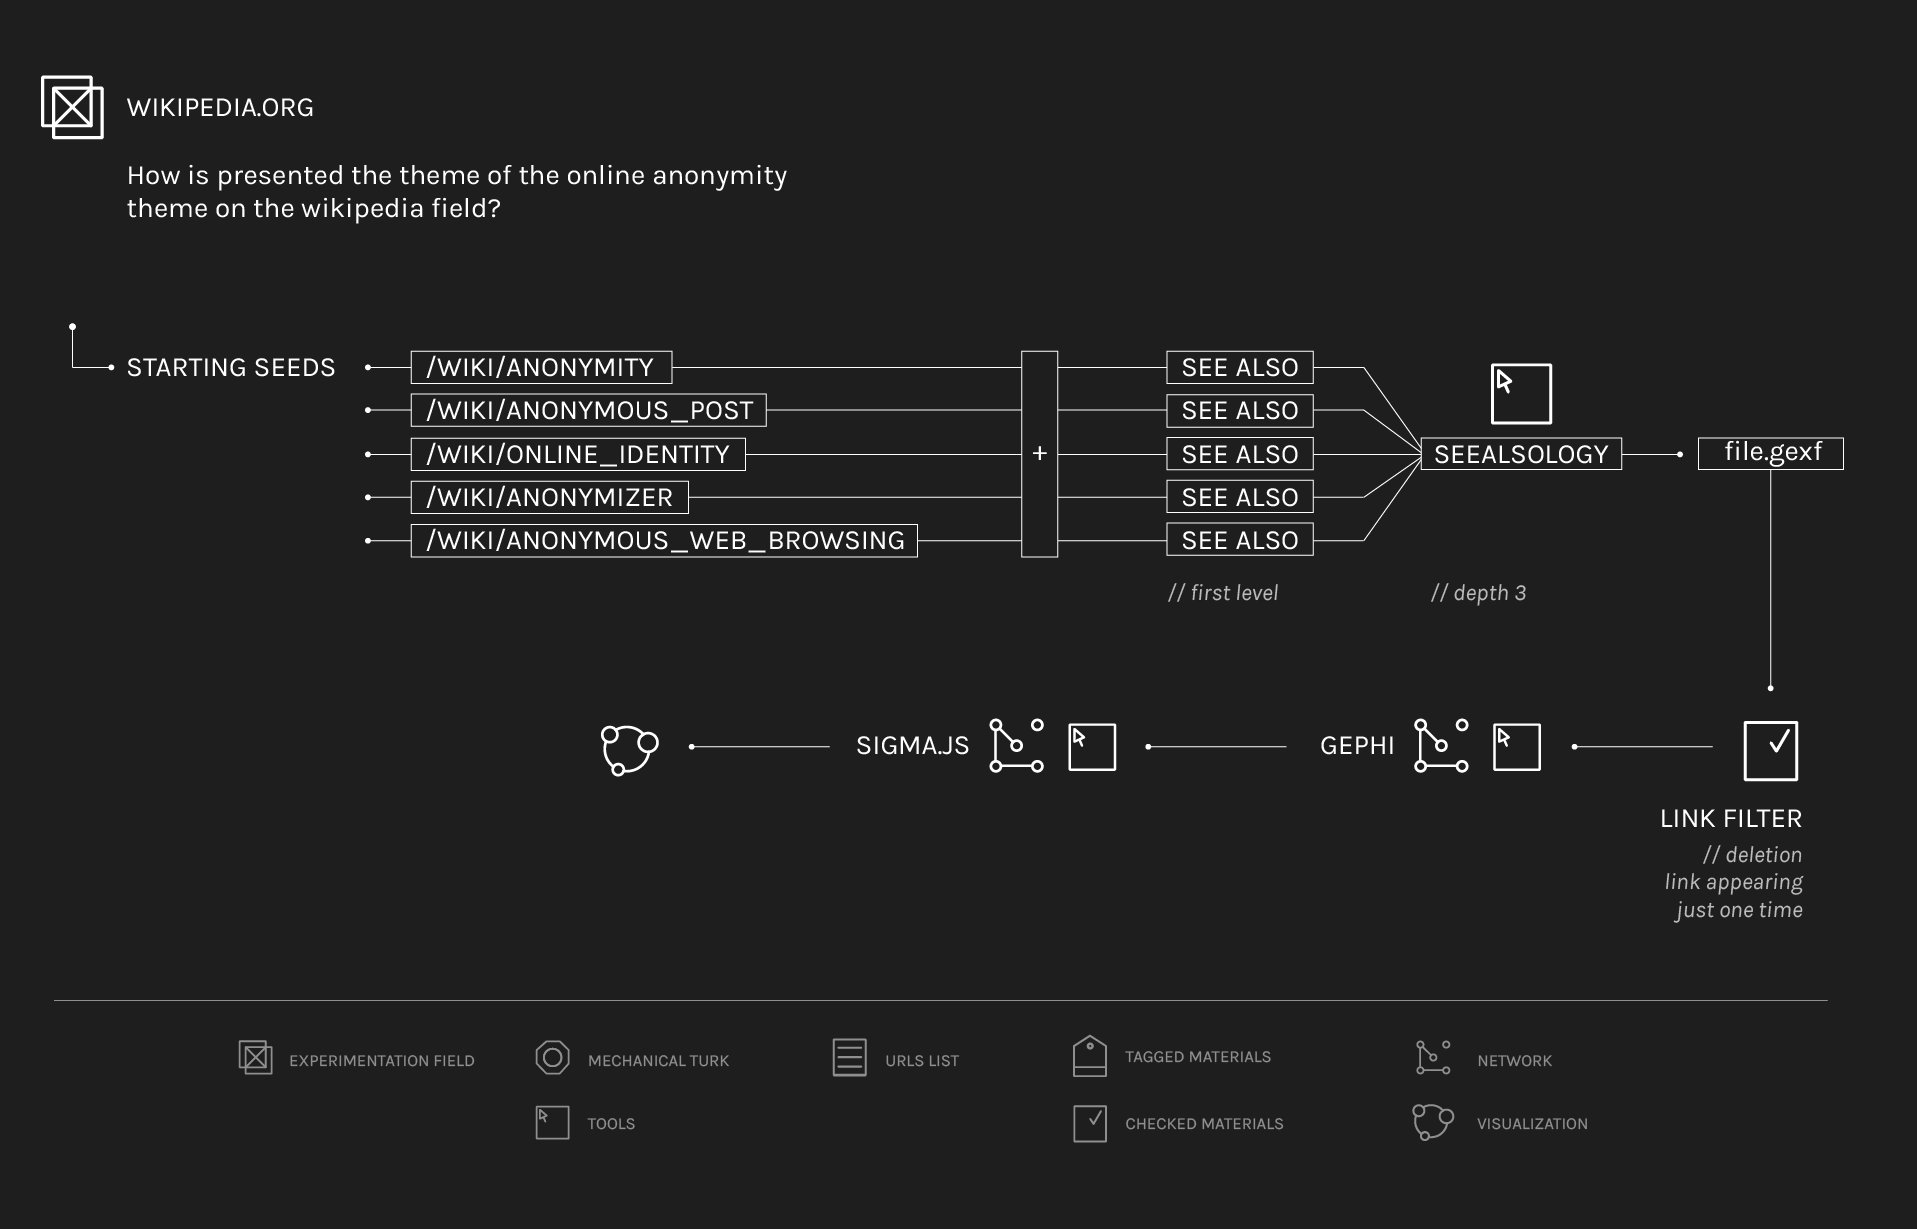 WIKIPEDIA.ORG
How is presented the theme of the online anonymity
theme on the wikipedia field?
STARTING SEEDS
/WIKI/ANONYMITY
/WIKI/ANONYMOUS_POST
/WIKI/ONLINE_IDENTITY
/WIKI/ANONYMIZER
/WIKI/ANONYMOUS_WEB_BROWSING
+
SEE ALSO
SEE ALSO
SEE ALSO
SEE ALSO
SEE ALSO
// first level
SEEALSOLOGY
// depth 3
file.gexf
SIGMA.JS
GEPHI
LINK FILTER
// deletion
link appearing
just one time
EXPERIMENTATION FIELD
MECHANICAL TURK
URLS LIST
TAGGED MATERIALS
NETWORK
TOOLS
CHECKED MATERIALS
VISUALIZATION